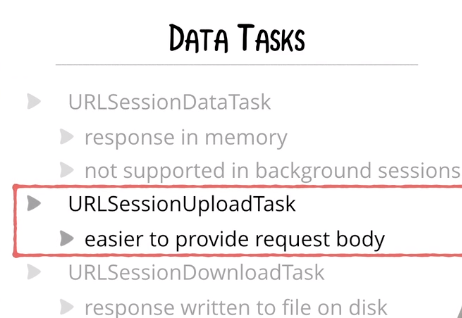 DATA TASKS
URLSessionDataTask
response in memory
not supported in background sessions
URLSessionUploadTask
easier to provide request body
URLSessionDownloadTask
response written to file on disk